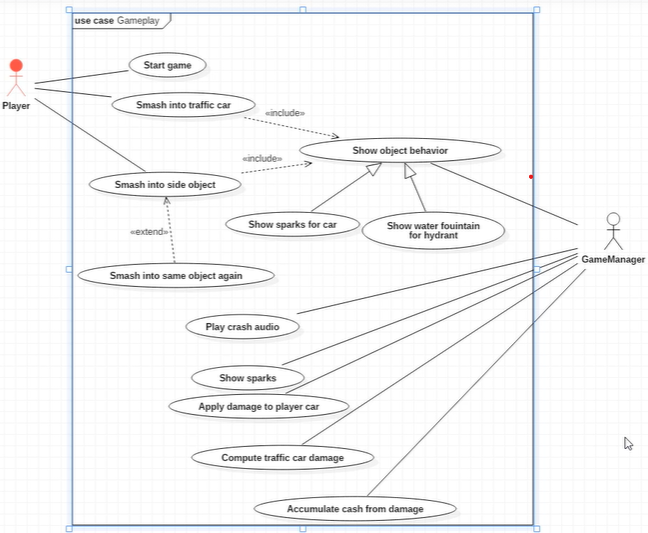 use case Gameplay
Start game
Player
Smash into traffic car
«include»
Show object behavior
«include»
Smash into side object
Show sparks for car
Show water fouintain
for hydrant
«extend»
GameManager
Smash into same object again
Play crash audio
Show sparks
Apply damage to player car
Compute traffic car damage
Accumulate cash from damage